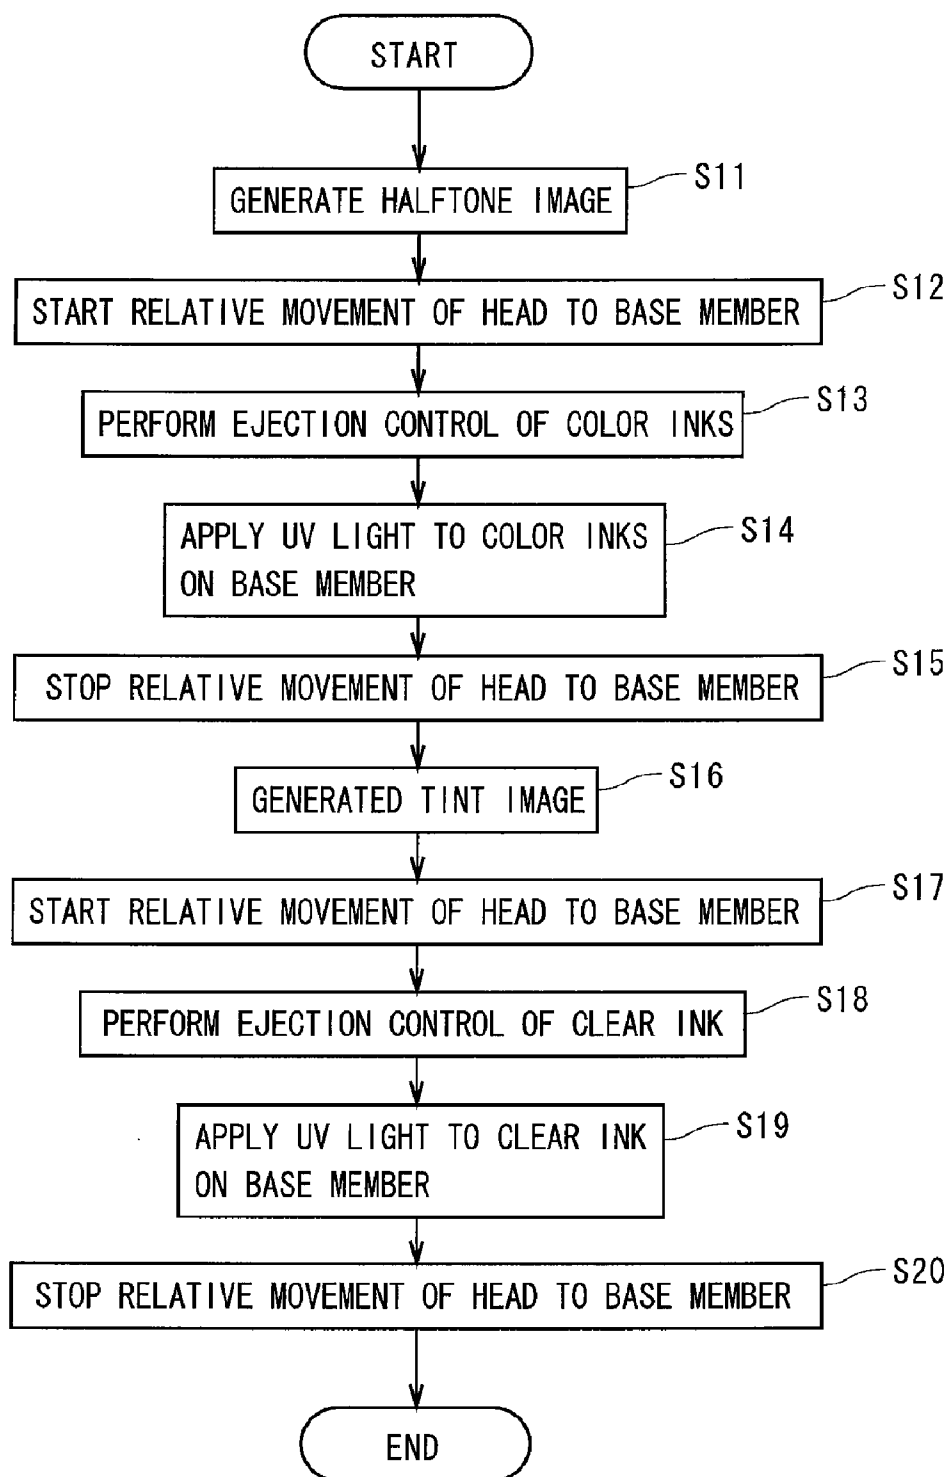 START
S11
GENERATE HALFTONE IMAGE
S12
START RELATIVE MOVEMENT OF HEAD TO BASE MEMBER
S13
PERFORM EJECTION CONTROL OF COLOR INKS
S14
APPLY UV LIGHT TO COLOR INKS
ON BASE MEMBER
S15
STOP RELATIVE MOVEMENT OF HEAD TO BASE MEMBER
S16
GENERATED TINT IMAGE
S17
START RELATIVE MOVEMENT OF HEAD TO BASE MEMBER
S18
PERFORM EJECTION CONTROL OF CLEAR INK
S19
APPLY UV LIGHT TO CLEAR INK
ON BASE MEMBER
S20
STOP RELATIVE MOVEMENT OF HEAD TO BASE MEMBER
END